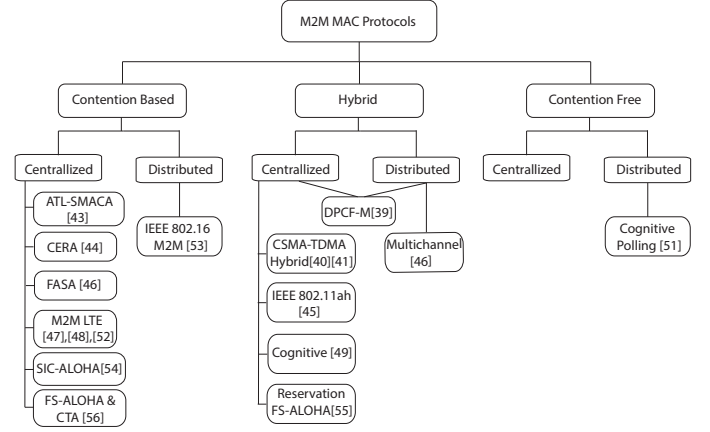 M2M MAC Protocols
Contention Based
Hybrid
Contention Free
Centrallized
Distributed
Centrallized
Distributed
Centrallized
Distributed
ATL-SMACA
[43]
CERA [44]
FASA [46]
M2M LTE
[47],[48],[52]
SIC-ALOHA[54]
FS-ALOHA &
CTA [56]
IEEE 802.16
M2M [53]
DPCF-M[39]
CSMA-TDMA
Hybrid[40][41]
IEEE 802.11ah
[45]
Cognitive [49]
Reservation
FS-ALOHA[55]
Multichannel
[46]
Cognitive
Polling [51]